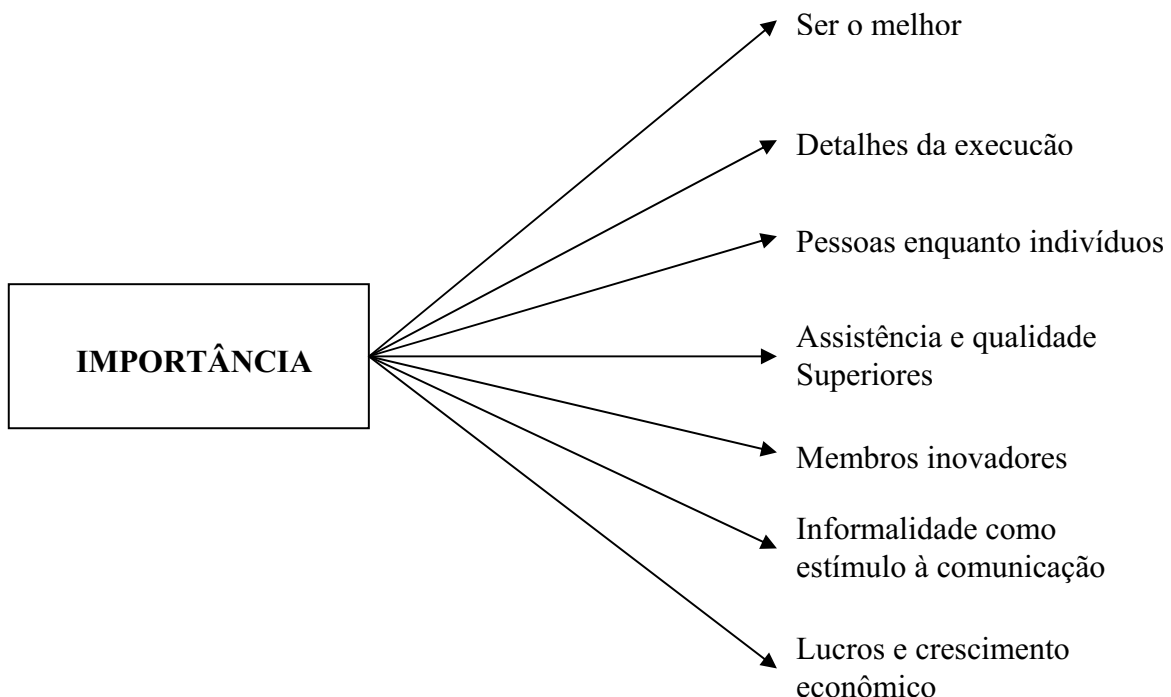 Ser o melhor
Detalhes da execucão
Pessoas enquanto indivíduos
IMPORTÂNCIA
Assistência e qualidade
Superiores
Membros inovadores
Informalidade como
estímulo à comunicação
Lucros e crescimento
econômico